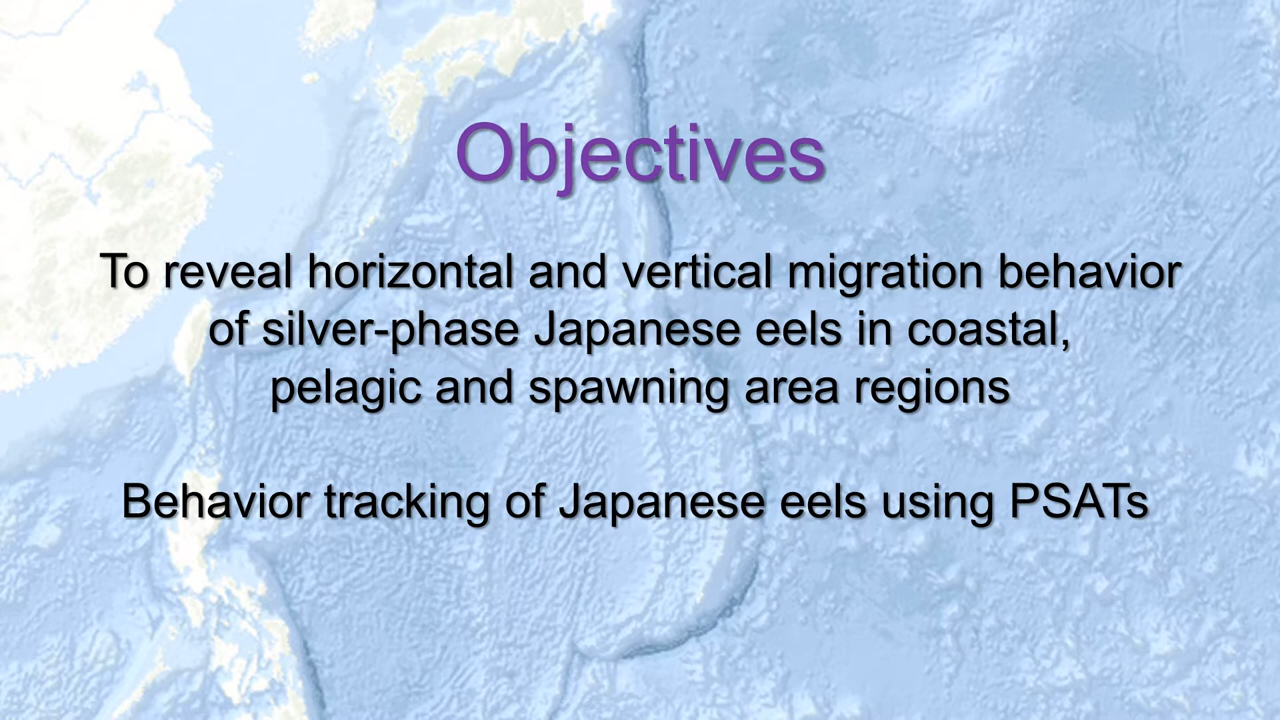 Objectives
To reveal horizontal and vertical migration behavior
of silver-phase Japanese eels in coastal,
pelagic and spawning area regions
Behavior tracking of Japanese eels using PSATs